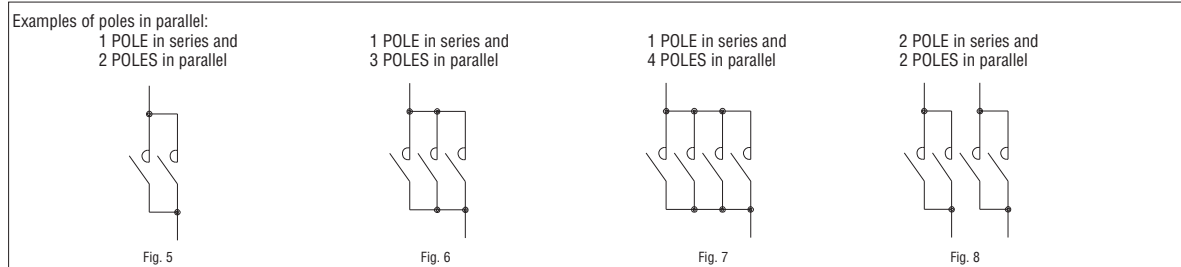 Examples of poles in parallel:
1 POLE in series and
2 POLES in parallel
1 POLE in series and
3 POLES in parallel
1 POLE in series and
4 POLES in parallel
2 POLE in series and
2 POLES in parallel
Fig. 5
Fig. 6
Fig. 7
Fig. 8